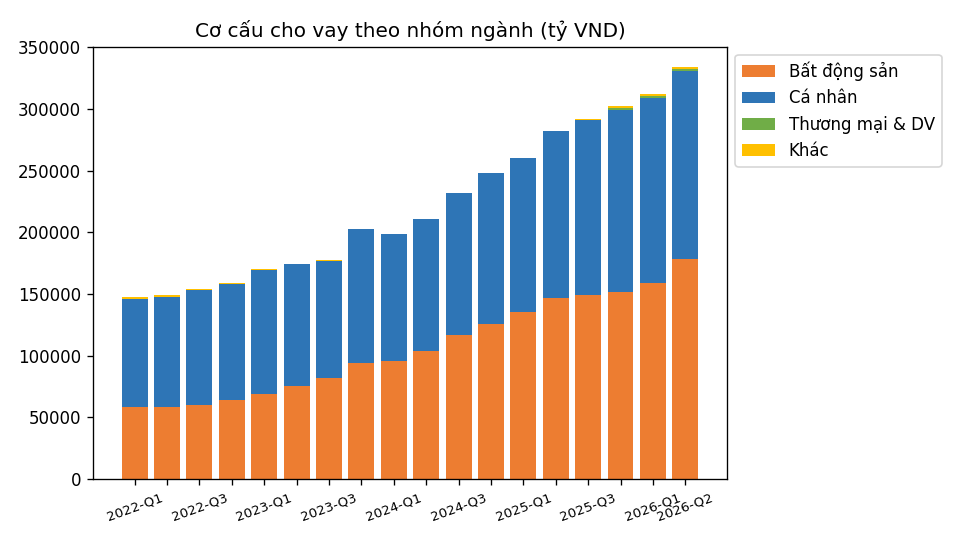 Cơ cấu cho vay theo nhóm ngành (tỷ VND)
350000
300000
250000
200000
150000
100000
50000
0
2022-Q1
2022-Q3
2023-Q1
2023-Q3
2024-Q1
2024-Q3
2025-Q1
2025-Q3
2026-Q1
2026-Q2
Bất động sản
Cá nhân
Thương mại & DV
Khác